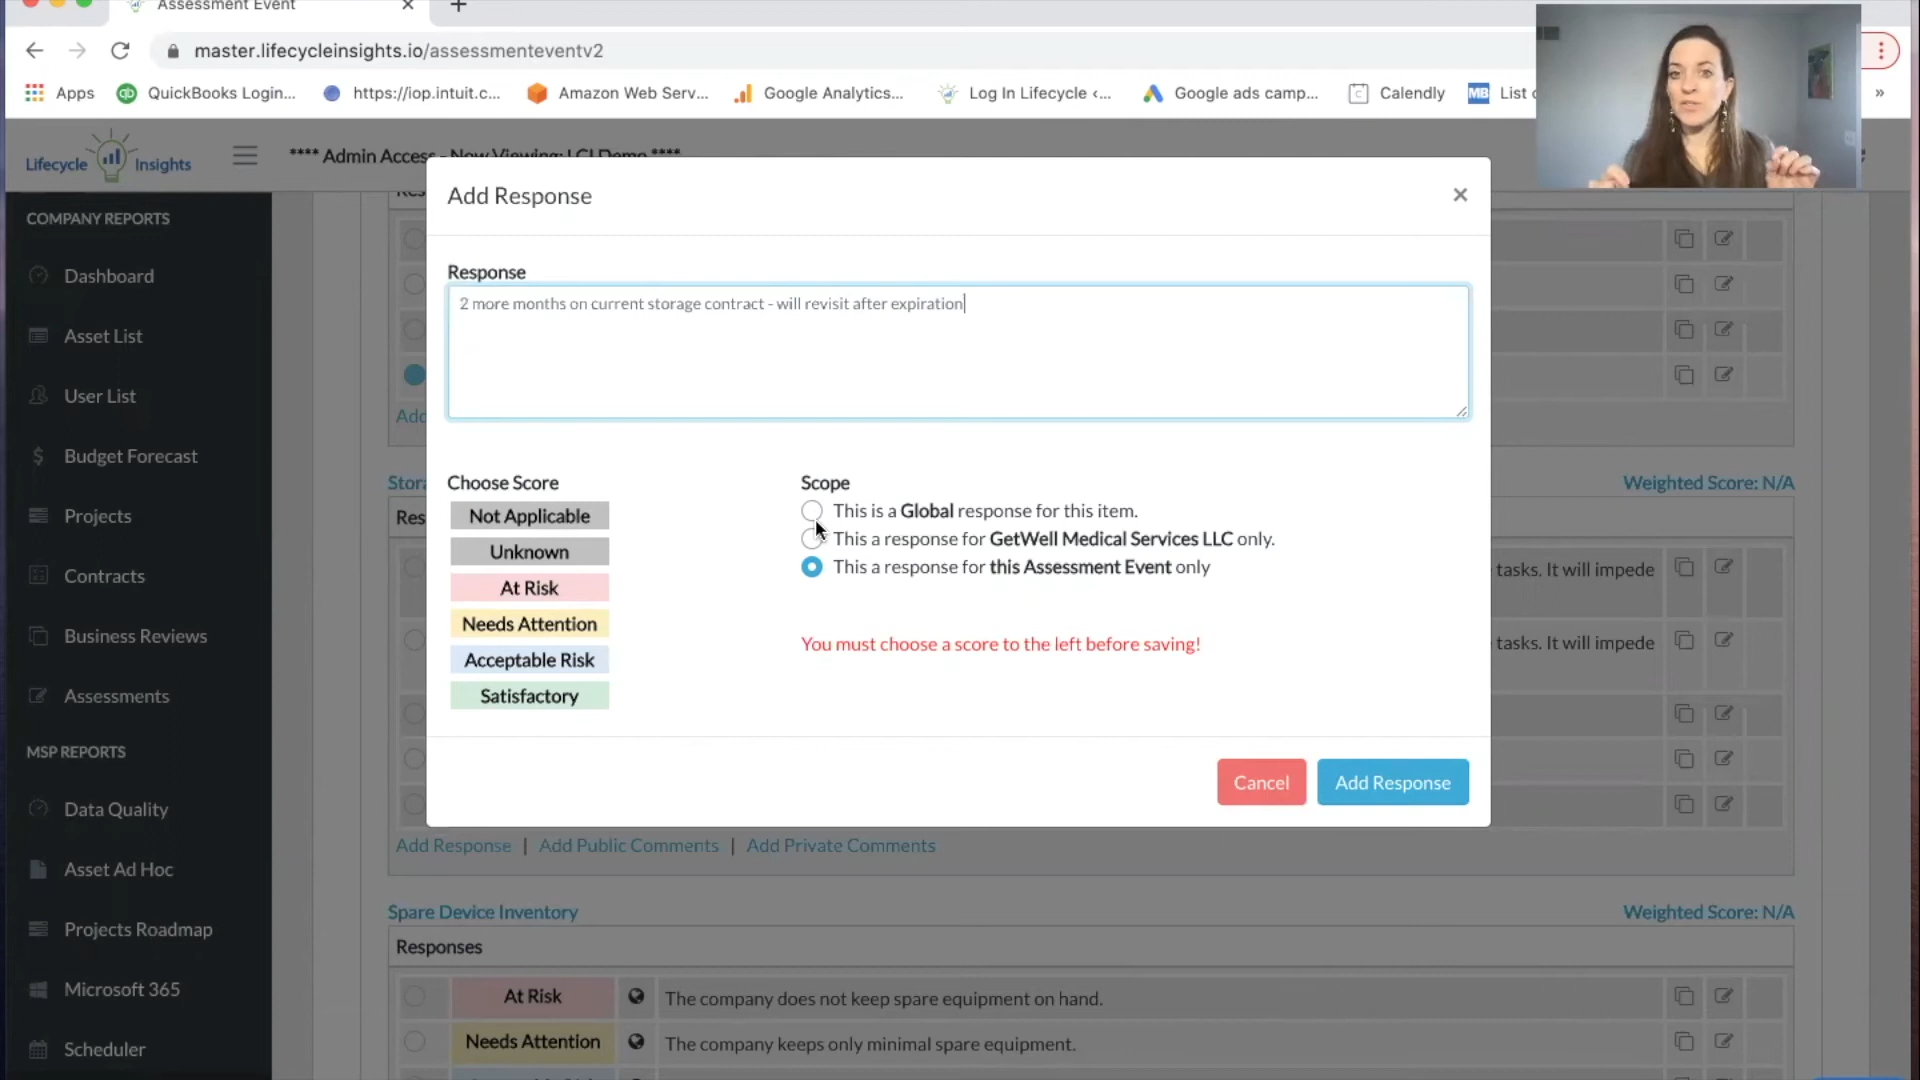 Assessment Event
master.lifecycleinsights.io/assessmenteventv2
Apps QuickBooks Login... https://iop.intuit.c... Amazon Web Serv... Google Analytics... Log In Lifecycle ‹... Google ads camp... Calendly MB List »
Lifecycle Insights
**** Admin Access - Now Viewing: LCI Demo ****
COMPANY REPORTS
Dashboard
Asset List
User List
Budget Forecast
Projects
Contracts
Business Reviews
Assessments
MSP REPORTS
Data Quality
Asset Ad Hoc
Projects Roadmap
Microsoft 365
Scheduler
Add Response
Response
2 more months on current storage contract - will revisit after expiration
Choose Score
Not Applicable
Unknown
At Risk
Needs Attention
Acceptable Risk
Satisfactory
Scope
This is a Global response for this item.
This a response for GetWell Medical Services LLC only.
This a response for this Assessment Event only
You must choose a score to the left before saving!
Cancel Add Response
Add
Weighted Score: N/A
tasks. It will impede
tasks. It will impede
Add Response | Add Public Comments | Add Private Comments
Spare Device Inventory Weighted Score: N/A
Responses
At Risk The company does not keep spare equipment on hand.
Needs Attention The company keeps only minimal spare equipment.